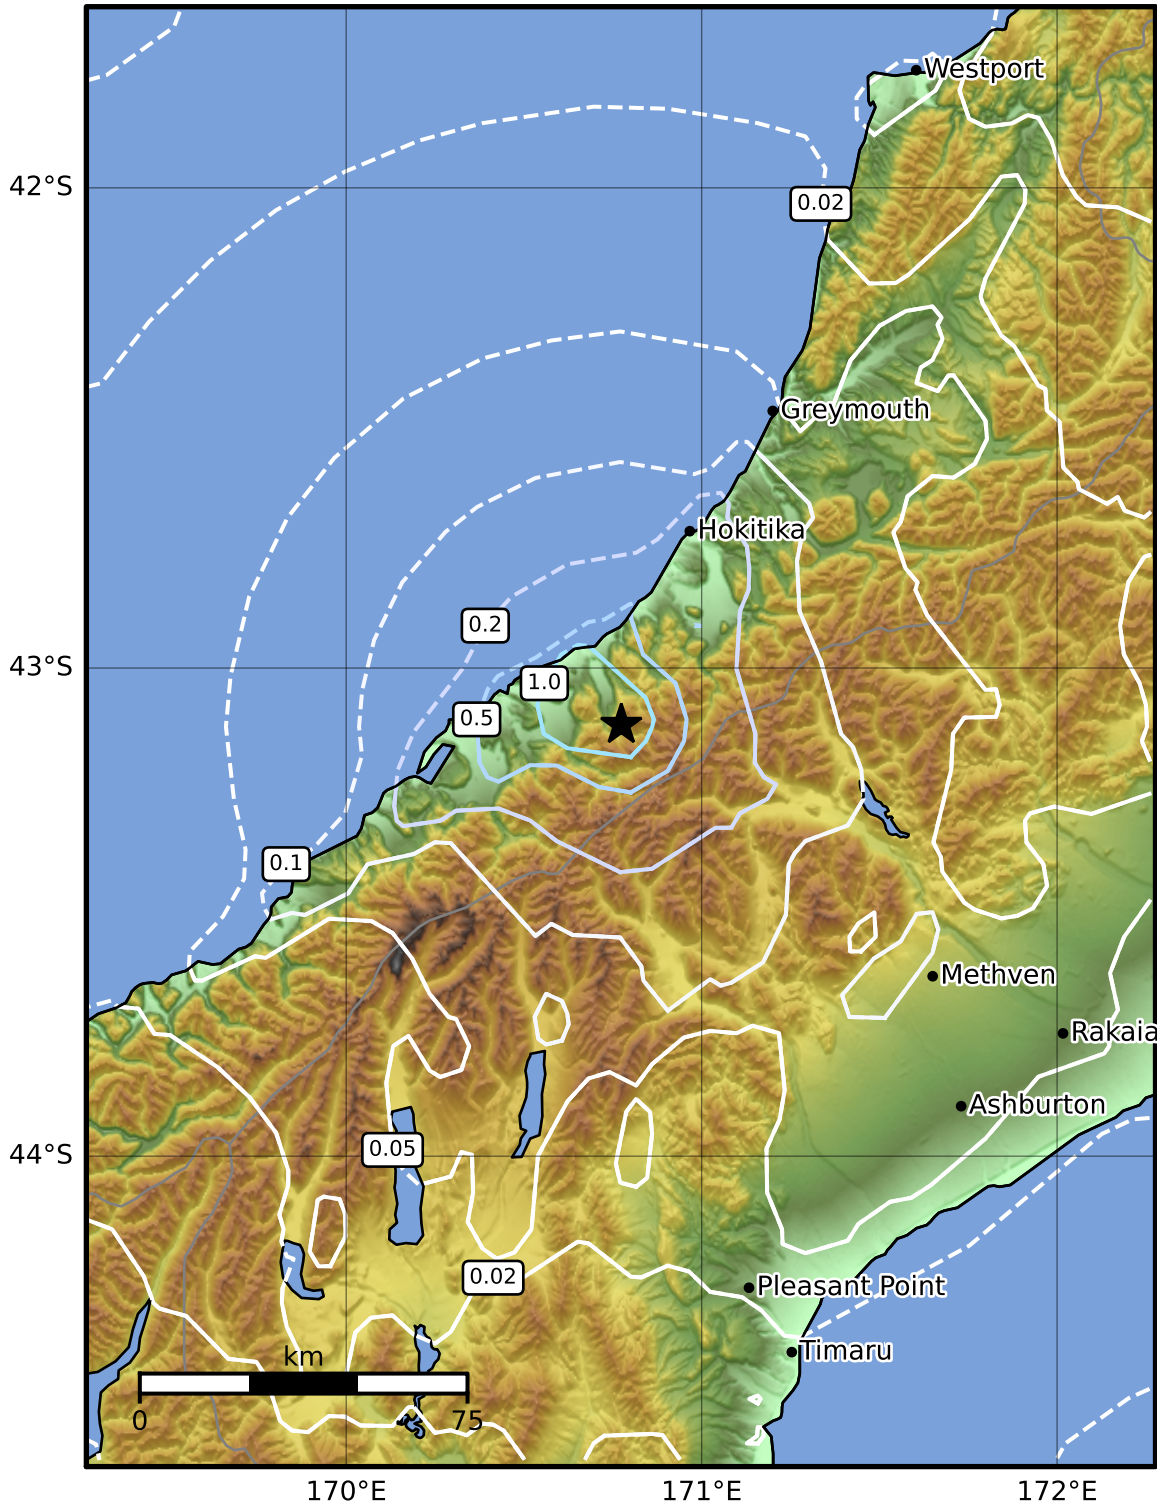 Westport
42°S
0.02
Greymouth
Hokitika
0.2
43°S
1.0
0.5
0.1
Methven
Rakaia
Ashburton
0.05
44°S
0.02
Pleasant Point
Timaru
km
0
75
170°E
171°E
172°E